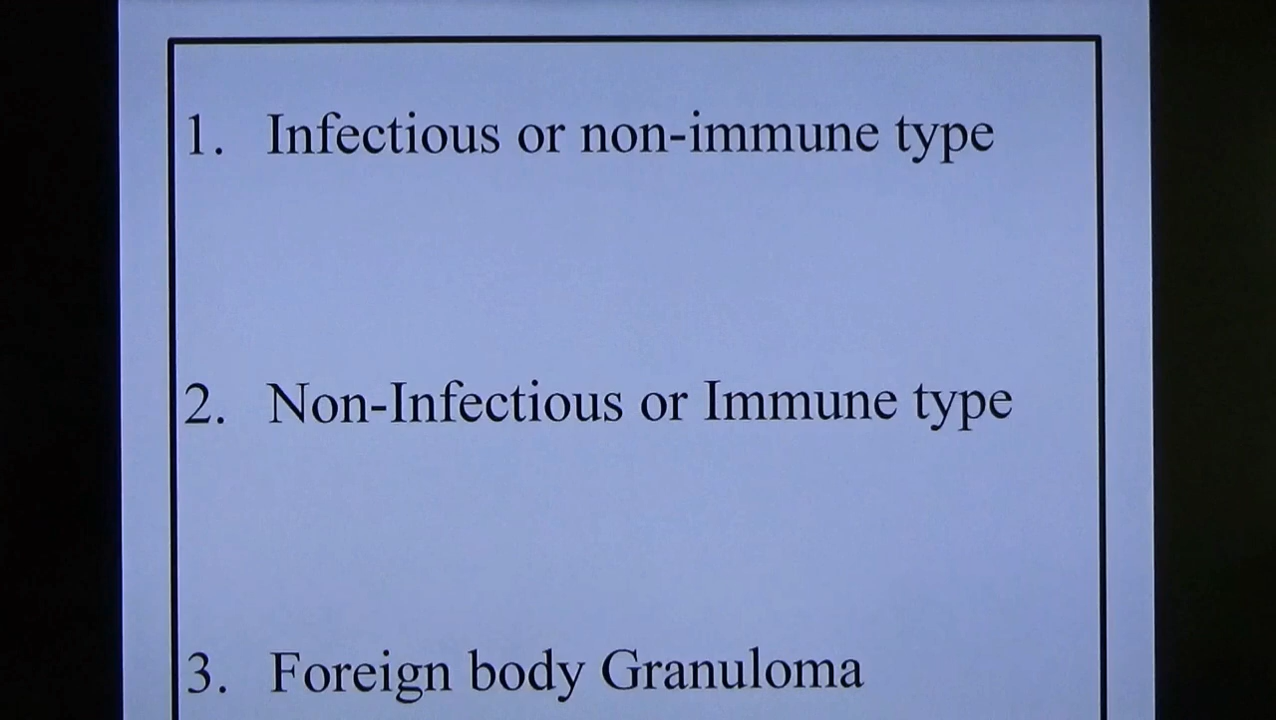 1. Infectious or non-immune type
2. Non-Infectious or Immune type
3. Foreign body Granuloma